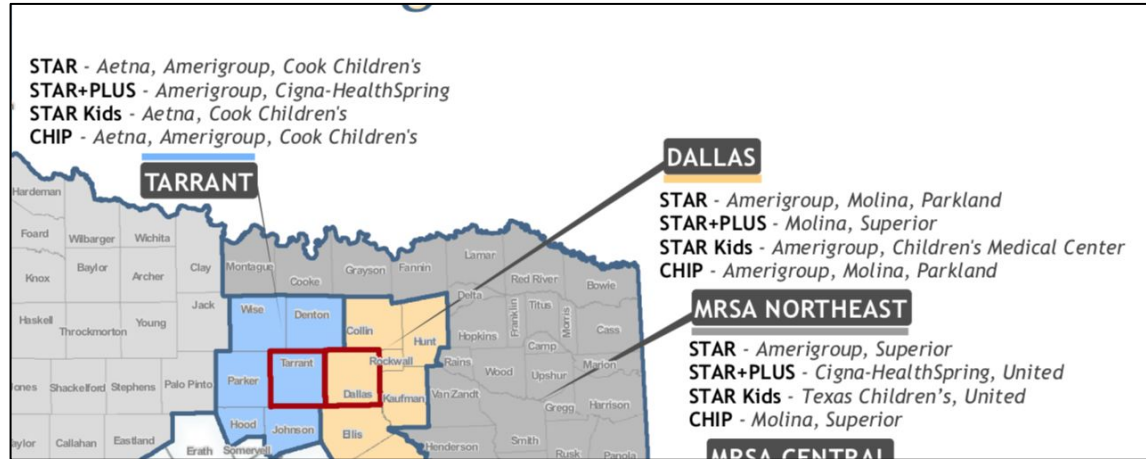 STAR - Aetna, Amerigroup, Cook Children's
STAR+PLUS - Amerigroup, Cigna-HealthSpring
STAR Kids - Aetna, Cook Children's
CHIP - Aetna, Amerigroup, Cook Children's
TARRANT
DALLAS
STAR - Amerigroup, Molina, Parkland
STAR+PLUS - Molina, Superior
STAR Kids - Amerigroup, Children's Medical Center
CHIP - Amerigroup, Molina, Parkland
MRSA NORTHEAST
STAR - Amerigroup, Superior
STAR+PLUS - Cigna-HealthSpring, United
STAR Kids - Texas Children’s, United
CHIP - Molina, Superior
MRSA CENTRAL
Hardeman
Foard
Wilbarger
Wichita
Clay
Montague
Cooke
Grayson
Fannin
Lamar
Red River
Bowie
Knox
Baylor
Archer
Jack
Wise
Denton
Collin
Hunt
Delta
Hopkins
Franklin
Titus
Morris
Cass
Haskell
Throckmorton
Young
Camp
Rockwall
Rains
Wood
Upshur
Marion
Shackelford
Stephens
Palo Pinto
Parker
Tarrant
Dallas
Kaufman
Van Zandt
Gregg
Harrison
Callahan
Eastland
Erath
Hood
Somervell
Johnson
Ellis
Henderson
Smith
Rusk
Panola